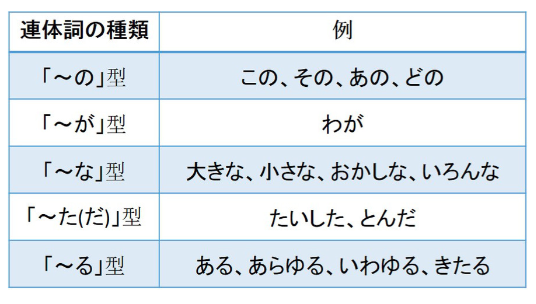 連体詞の種類 例
「～の」型 この、その、あの、どの
「～が」型 わが
「～な」型 大きな、小さな、おかしな、いろんな
「～た(だ)」型 たいした、とんだ
「～る」型 ある、あらゆる、いわゆる、きたる